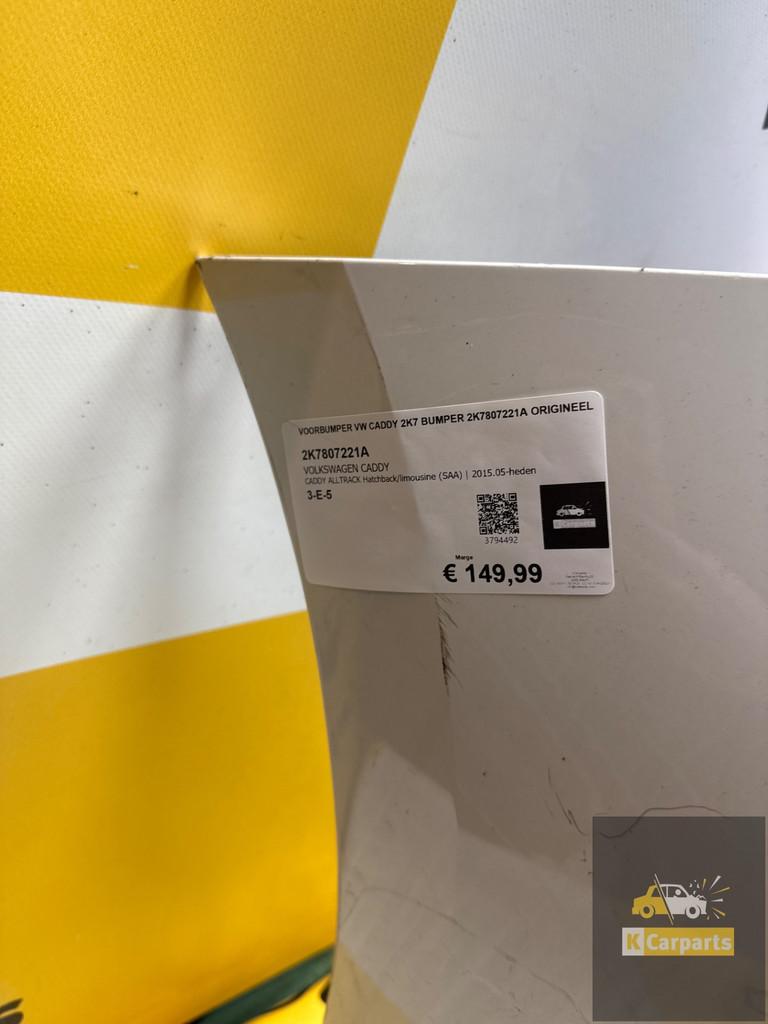 VOORBUMPER VW CADDY 2K7 BUMPER 2K7807221A ORIGINEEL
2K7807221A
VOLKSWAGEN CADDY
CADDY ALLTRACK Hatchback/limousine (SAA) | 2015.05-heden
3-E-5
3794492
KCarparts
Marge
€ 149,99
K Carparts